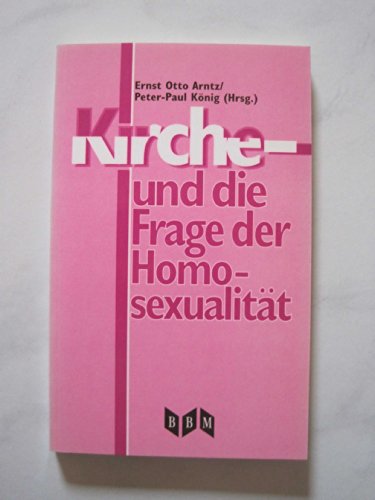 Ernst Otto Arntz/
Peter-Paul König (Hrsg.)
Kirche–
und die
Frage der
Homo-
sexualität
BBM